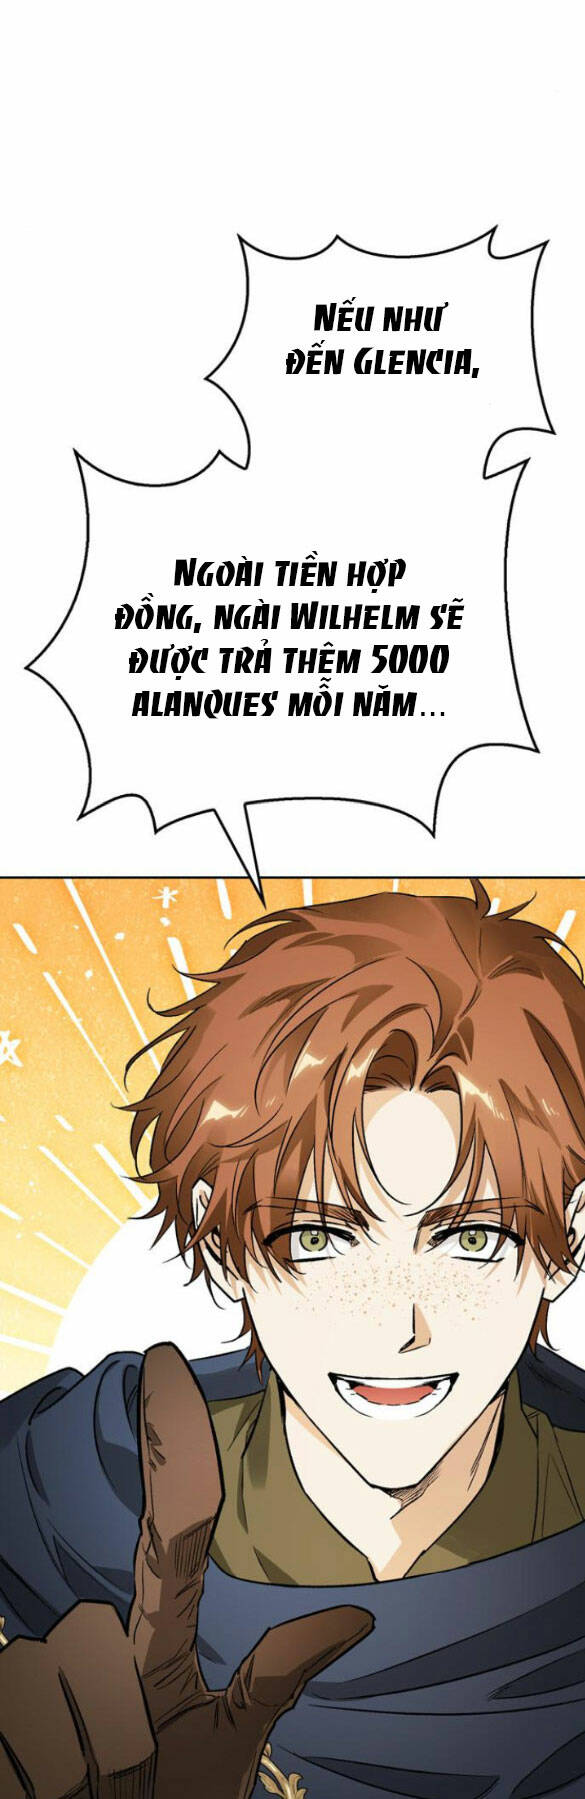 NẾU NHƯ
ĐẾN GLENCIA,
NGOÀI TIỀN HỢP
ĐỒNG, NGÀI WILHELM SẼ
ĐƯỢC TRẢ THÊM 5000
ALANQUES MỖI NĂM...